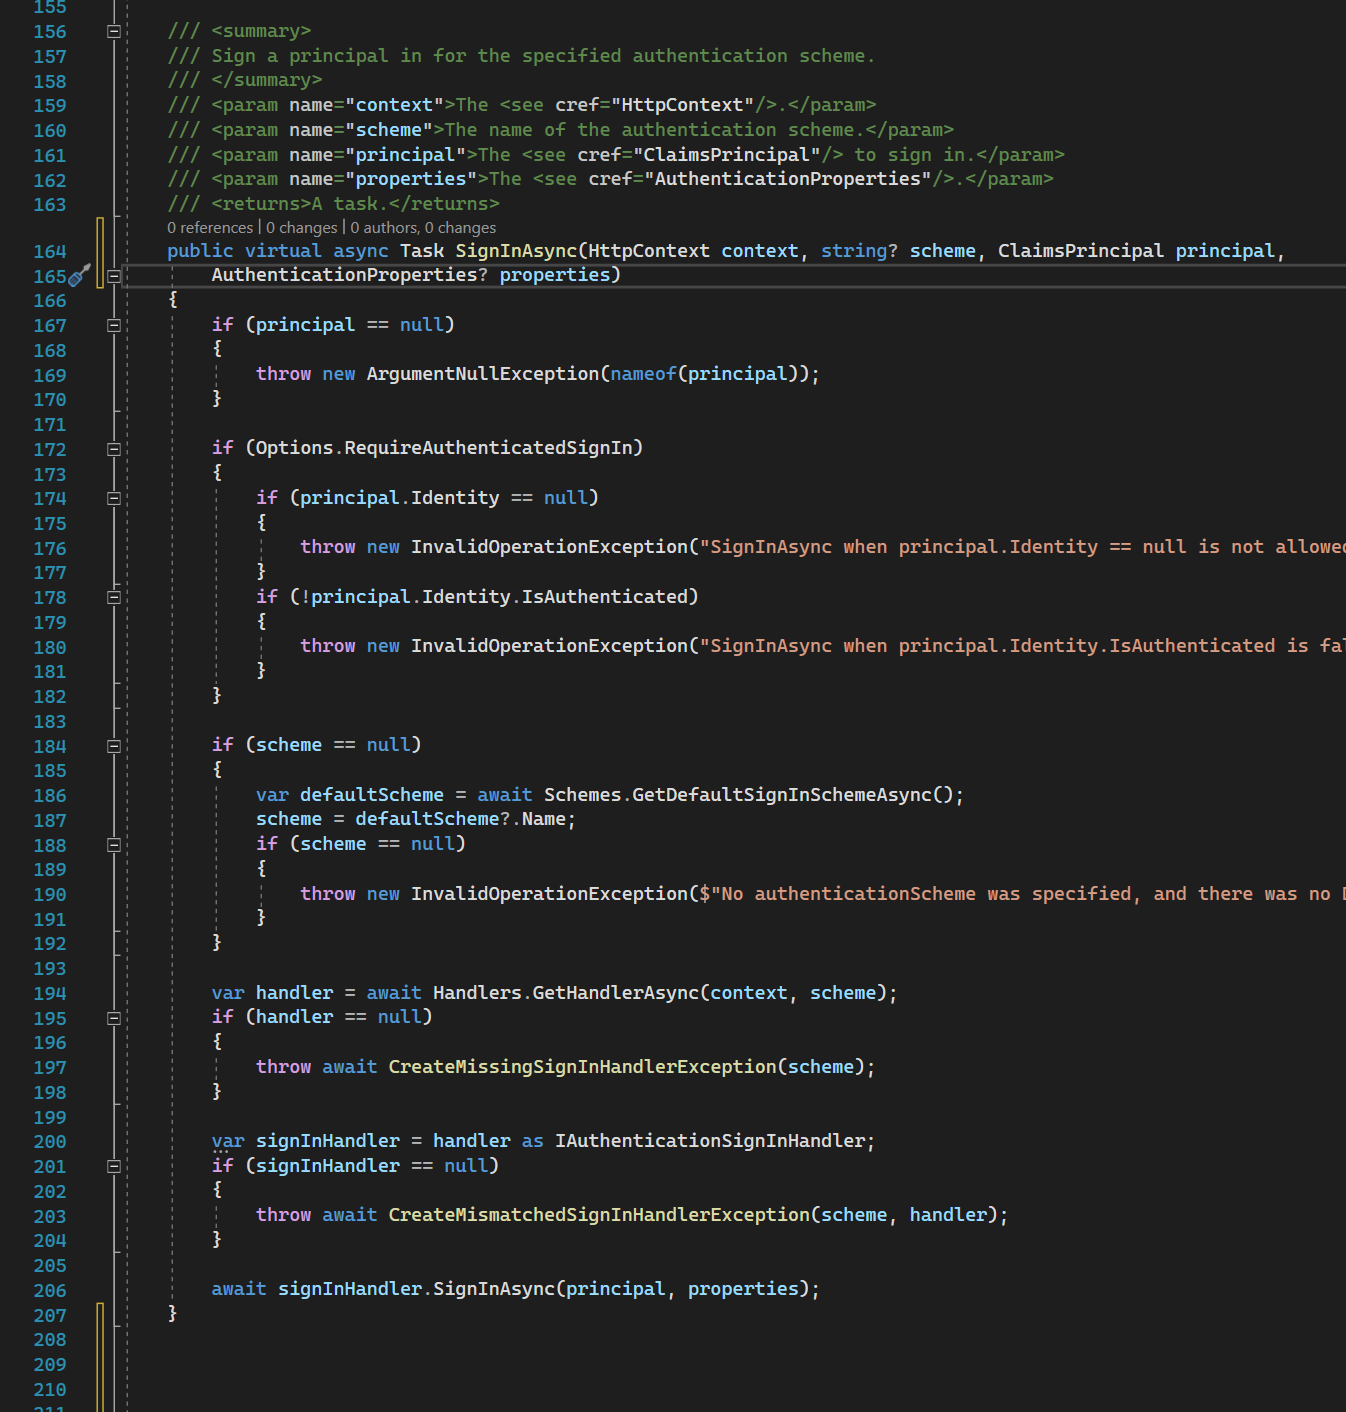 155
156 /// <summary>
157 /// Sign a principal in for the specified authentication scheme.
158 /// </summary>
159 /// <param name="context">The <see cref="HttpContext"/>.</param>
160 /// <param name="scheme">The name of the authentication scheme.</param>
161 /// <param name="principal">The <see cref="ClaimsPrincipal"/> to sign in.</param>
162 /// <param name="properties">The <see cref="AuthenticationProperties"/>.</param>
163 /// <returns>A task.</returns>
0 references | 0 changes | 0 authors, 0 changes
164 public virtual async Task SignInAsync(HttpContext context, string? scheme, ClaimsPrincipal principal,
165 AuthenticationProperties? properties)
166 {
167 if (principal == null)
168 {
169 throw new ArgumentNullException(nameof(principal));
170 }
171
172 if (Options.RequireAuthenticatedSignIn)
173 {
174 if (principal.Identity == null)
175 {
176 throw new InvalidOperationException("SignInAsync when principal.Identity == null is not allowed
177 }
178 if (!principal.Identity.IsAuthenticated)
179 {
180 throw new InvalidOperationException("SignInAsync when principal.Identity.IsAuthenticated is fal
181 }
182 }
183
184 if (scheme == null)
185 {
186 var defaultScheme = await Schemes.GetDefaultSignInSchemeAsync();
187 scheme = defaultScheme?.Name;
188 if (scheme == null)
189 {
190 throw new InvalidOperationException($"No authenticationScheme was specified, and there was no D
191 }
192 }
193
194 var handler = await Handlers.GetHandlerAsync(context, scheme);
195 if (handler == null)
196 {
197 throw await CreateMissingSignInHandlerException(scheme);
198 }
199
200 var signInHandler = handler as IAuthenticationSignInHandler;
201 if (signInHandler == null)
202 {
203 throw await CreateMismatchedSignInHandlerException(scheme, handler);
204 }
205
206 await signInHandler.SignInAsync(principal, properties);
207 }
208
209
210
211